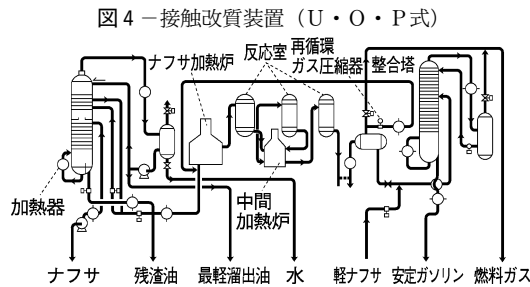 図4－接触改質装置（U・O・P式）
ナフサ加熱炉
反応室
再循環
ガス圧縮器
整合塔
加熱器
中間
加熱炉
ナフサ
残渣油
最軽溜出油
水
軽ナフサ
安定ガソリン
燃料ガス